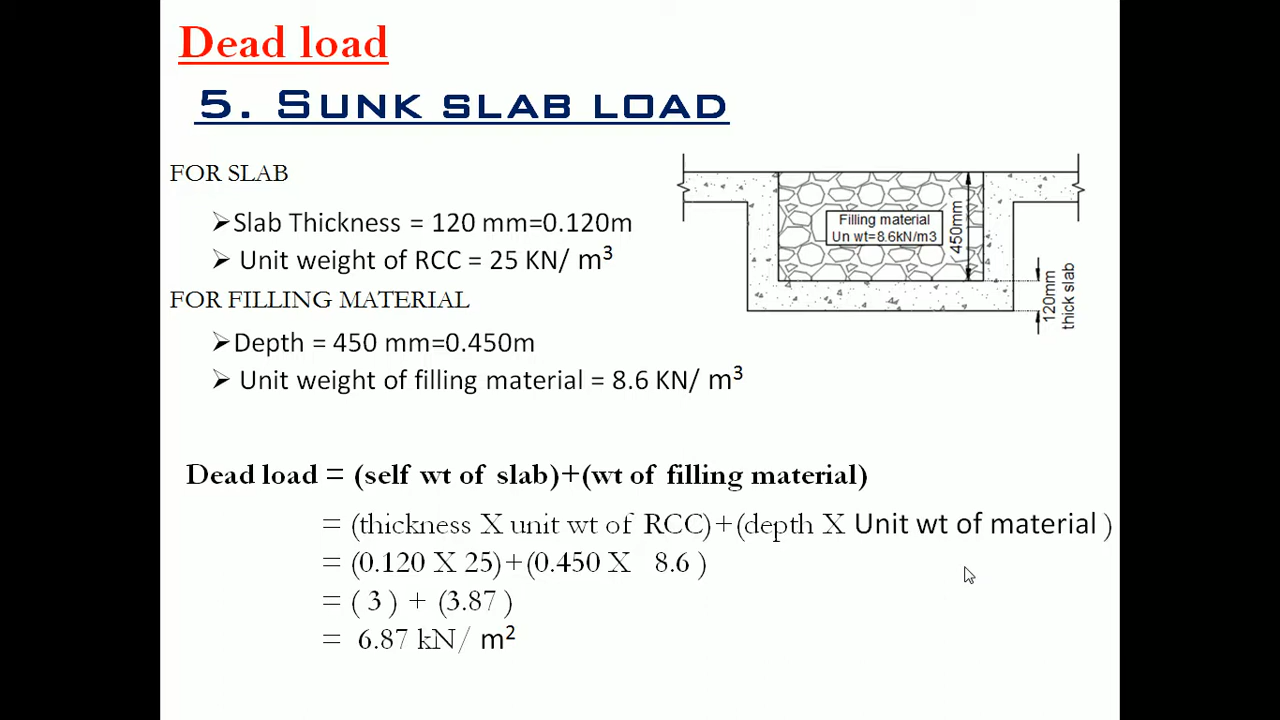 Dead load
5. SUNK SLAB LOAD
FOR SLAB
➢Slab Thickness = 120 mm=0.120m
➢ Unit weight of RCC = 25 KN/ m³
FOR FILLING MATERIAL
➢Depth = 450 mm=0.450m
➢ Unit weight of filling material = 8.6 KN/ m³
Filling material
Un wt=8.6kN/m3
450mm
120mm
thick slab
Dead load = (self wt of slab)+(wt of filling material)
= (thickness X unit wt of RCC)+(depth X Unit wt of material )
= (0.120 X 25)+(0.450 X 8.6 )
= ( 3 ) + (3.87 )
= 6.87 kN/ m²